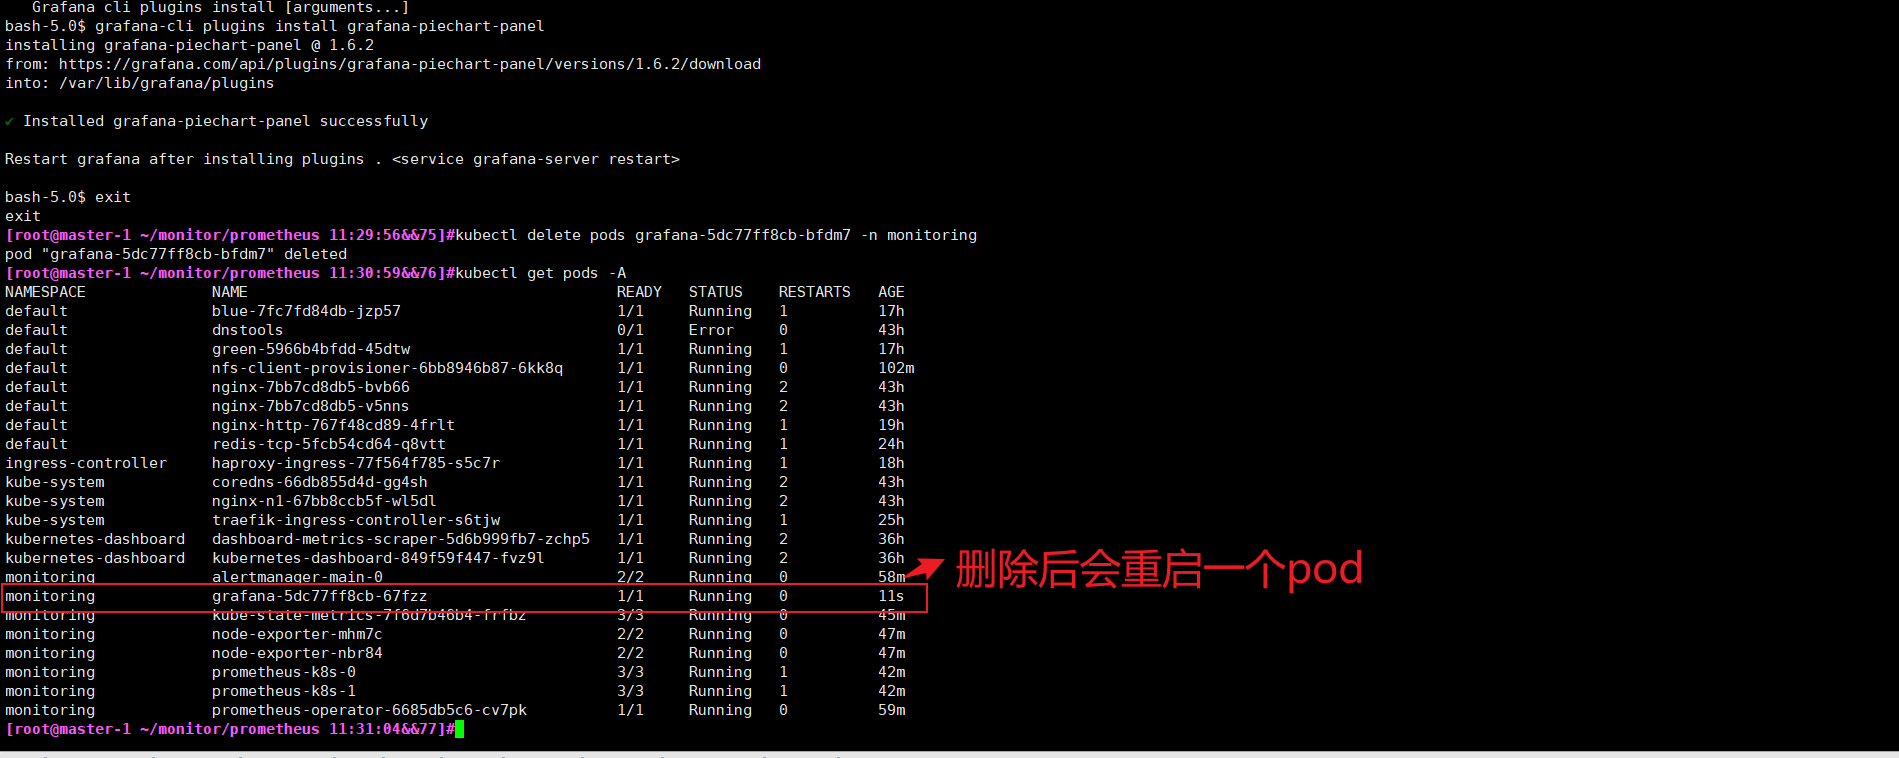 Grafana cli plugins install [arguments...]
bash-5.0$ grafana-cli plugins install grafana-piechart-panel
installing grafana-piechart-panel @ 1.6.2
from: https://grafana.com/api/plugins/grafana-piechart-panel/versions/1.6.2/download
into: /var/lib/grafana/plugins
✔ Installed grafana-piechart-panel successfully
Restart grafana after installing plugins . <service grafana-server restart>
bash-5.0$ exit
exit
[root@master-1 ~/monitor/prometheus 11:29:56&&75]#kubectl delete pods grafana-5dc77ff8cb-bfdm7 -n monitoring
pod "grafana-5dc77ff8cb-bfdm7" deleted
[root@master-1 ~/monitor/prometheus 11:30:59&&76]#kubectl get pods -A
NAMESPACE NAME READY STATUS RESTARTS AGE
default blue-7fc7fd84db-jzp57 1/1 Running 1 17h
default dnstools 0/1 Error 0 43h
default green-5966b4bfdd-45dtw 1/1 Running 1 17h
default nfs-client-provisioner-6bb8946b87-6kk8q 1/1 Running 0 102m
default nginx-7bb7cd8db5-bvb66 1/1 Running 2 43h
default nginx-7bb7cd8db5-v5nns 1/1 Running 2 43h
default nginx-http-767f48cd89-4frlt 1/1 Running 1 19h
default redis-tcp-5fcb54cd64-q8vtt 1/1 Running 1 24h
ingress-controller haproxy-ingress-77f564f785-s5c7r 1/1 Running 1 18h
kube-system coredns-66db855d4d-gg4sh 1/1 Running 2 43h
kube-system nginx-n1-67bb8ccb5f-wl5dl 1/1 Running 2 43h
kube-system traefik-ingress-controller-s6tjw 1/1 Running 1 25h
kubernetes-dashboard dashboard-metrics-scraper-5d6b999fb7-zchp5 1/1 Running 2 36h
kubernetes-dashboard kubernetes-dashboard-849f59f447-fvz9l 1/1 Running 2 36h
删除后会重启一个pod
monitoring alertmanager-main-0 2/2 Running 0 58m
monitoring grafana-5dc77ff8cb-67fzz 1/1 Running 0 11s
monitoring kube-state-metrics-7f6d7b46b4-frfbz 3/3 Running 0 45m
monitoring node-exporter-mhm7c 2/2 Running 0 47m
monitoring node-exporter-nbr84 2/2 Running 0 47m
monitoring prometheus-k8s-0 3/3 Running 1 42m
monitoring prometheus-k8s-1 3/3 Running 1 42m
monitoring prometheus-operator-6685db5c6-cv7pk 1/1 Running 0 59m
[root@master-1 ~/monitor/prometheus 11:31:04&&77]#